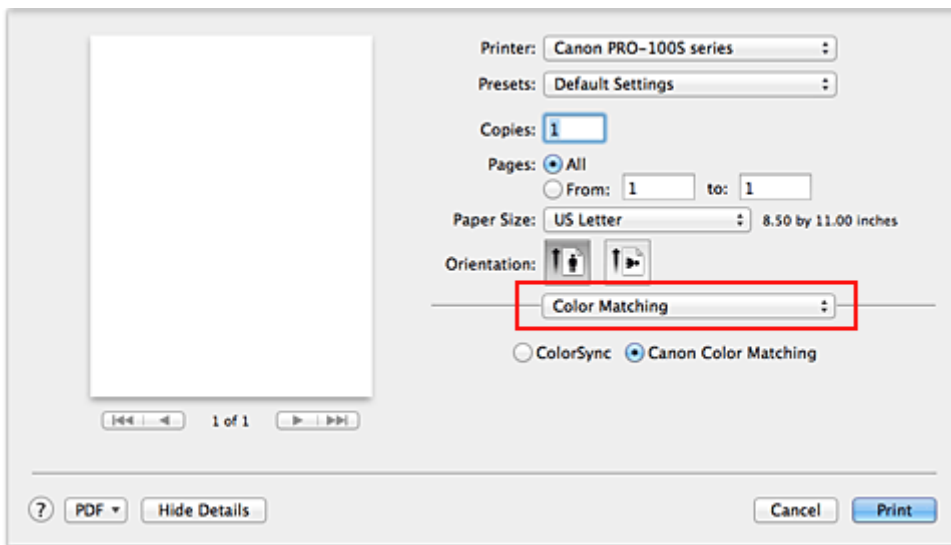 Printer: Canon PRO-100S series
Presets: Default Settings
Copies: 1
Pages: All
From: 1 to: 1
Paper Size: US Letter 8.50 by 11.00 inches
Orientation:
Color Matching
ColorSync Canon Color Matching
1 of 1
? PDF Hide Details Cancel Print